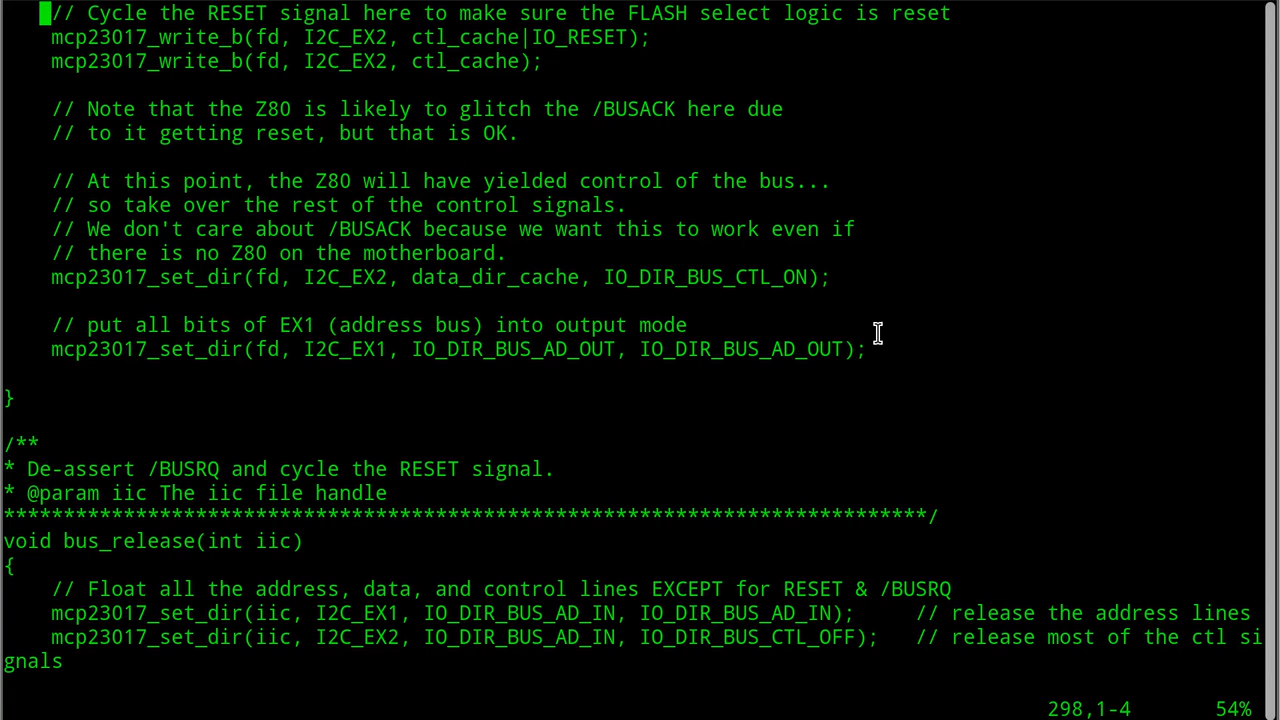 // Cycle the RESET signal here to make sure the FLASH select logic is reset
mcp23017_write_b(fd, I2C_EX2, ctl_cache|IO_RESET);
mcp23017_write_b(fd, I2C_EX2, ctl_cache);
// Note that the Z80 is likely to glitch the /BUSACK here due
// to it getting reset, but that is OK.
// At this point, the Z80 will have yielded control of the bus...
// so take over the rest of the control signals.
// We don't care about /BUSACK because we want this to work even if
// there is no Z80 on the motherboard.
mcp23017_set_dir(fd, I2C_EX2, data_dir_cache, IO_DIR_BUS_CTL_ON);
// put all bits of EX1 (address bus) into output mode
mcp23017_set_dir(fd, I2C_EX1, IO_DIR_BUS_AD_OUT, IO_DIR_BUS_AD_OUT);
}
/**
* De-assert /BUSRQ and cycle the RESET signal.
* @param iic The iic file handle
*****************************************************************************/
void bus_release(int iic)
{
// Float all the address, data, and control lines EXCEPT for RESET & /BUSRQ
mcp23017_set_dir(iic, I2C_EX1, IO_DIR_BUS_AD_IN, IO_DIR_BUS_AD_IN);     // release the address lines
mcp23017_set_dir(iic, I2C_EX2, IO_DIR_BUS_AD_IN, IO_DIR_BUS_CTL_OFF);   // release most of the ctl si
gnals
298,1-4       54%